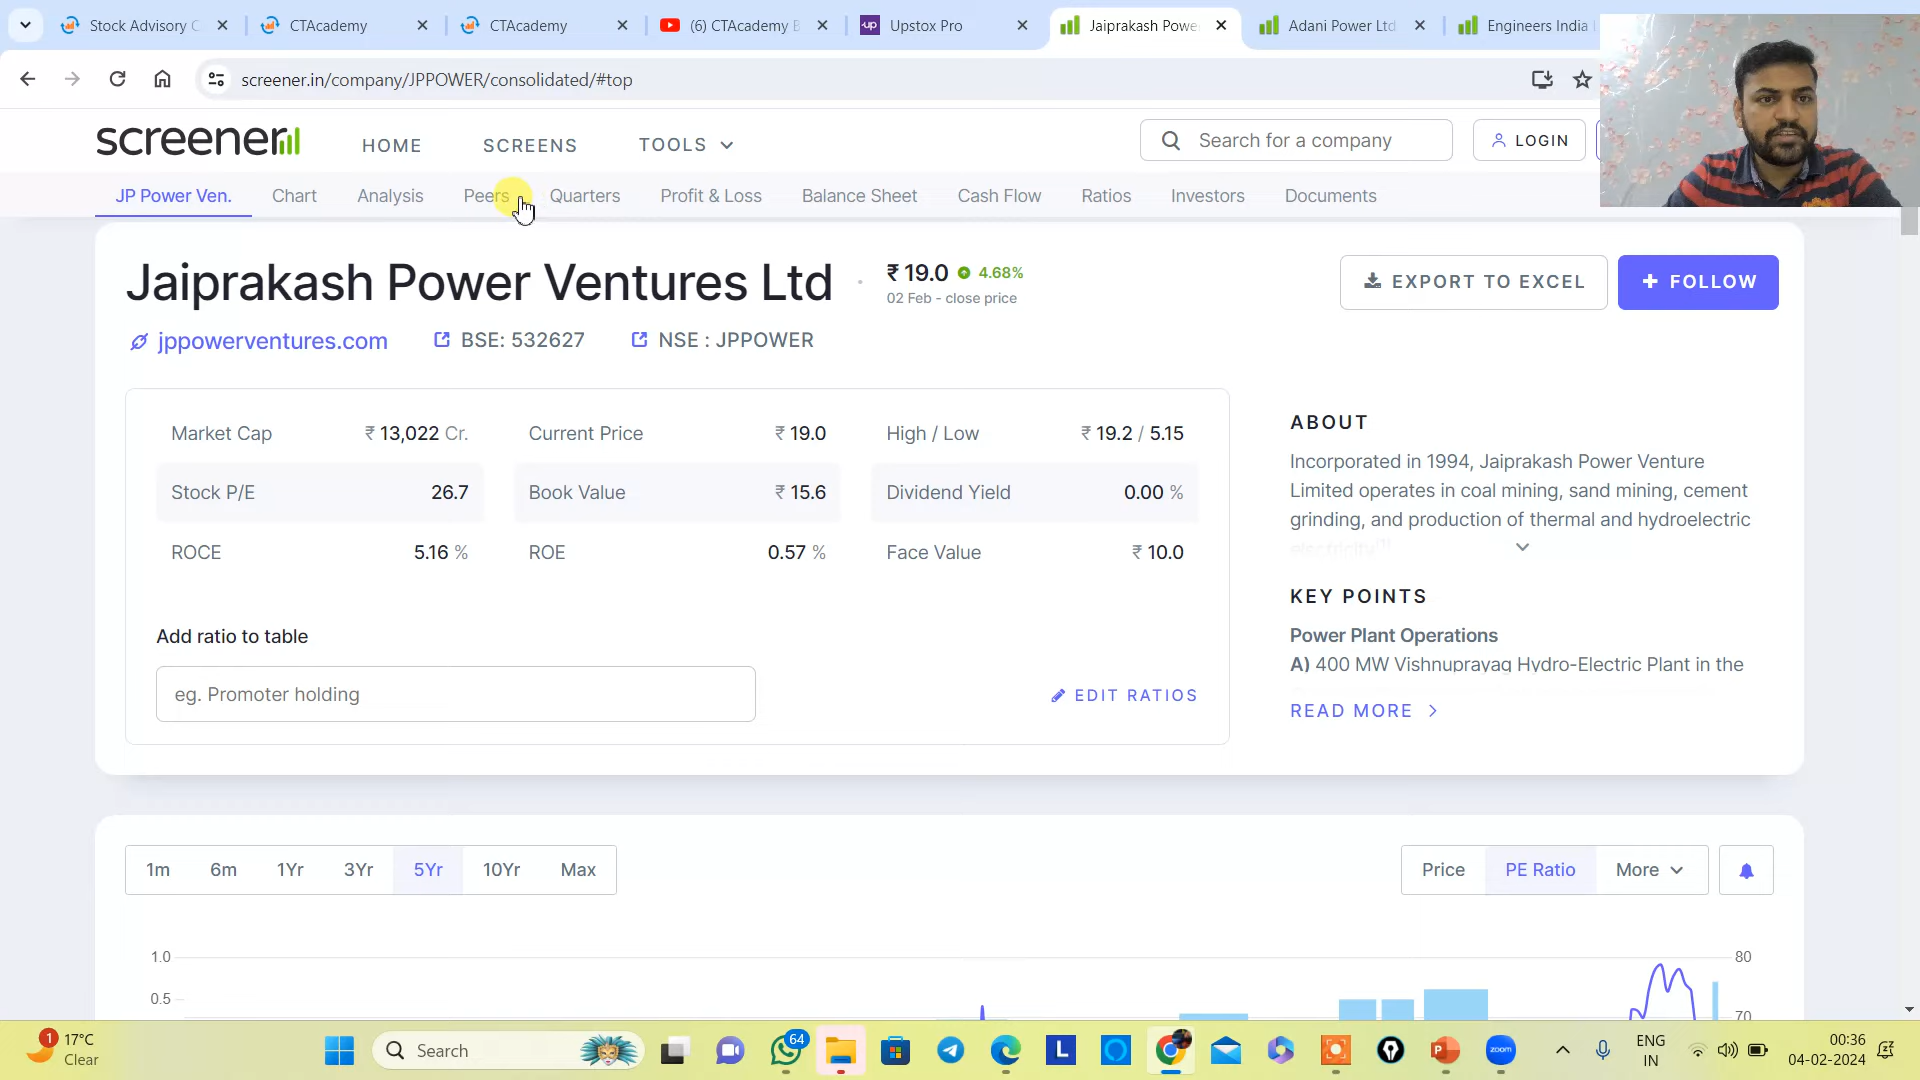 Stock Advisory C
CTAcademy
CTAcademy
(6) CTAcademy B
up Upstox Pro
Jaiprakash Powe
Adani Power Ltd
Engineers India
screener.in/company/JPPOWER/consolidated/#top
screener
HOME
SCREENS
TOOLS
Search for a company
LOGIN
JP Power Ven.
Chart
Analysis
Peers
Quarters
Profit & Loss
Balance Sheet
Cash Flow
Ratios
Investors
Documents
Jaiprakash Power Ventures Ltd
₹ 19.0 4.68%
02 Feb - close price
EXPORT TO EXCEL
+ FOLLOW
jppowerventures.com
BSE: 532627
NSE : JPPOWER
Market Cap ₹ 13,022 Cr.
Current Price ₹ 19.0
High / Low ₹ 19.2 / 5.15
Stock P/E 26.7
Book Value ₹ 15.6
Dividend Yield 0.00 %
ROCE 5.16 %
ROE 0.57 %
Face Value ₹ 10.0
Add ratio to table
eg. Promoter holding
EDIT RATIOS
ABOUT
Incorporated in 1994, Jaiprakash Power Venture
Limited operates in coal mining, sand mining, cement
grinding, and production of thermal and hydroelectric
electricity[1]
KEY POINTS
Power Plant Operations
A) 400 MW Vishnuprayag Hydro-Electric Plant in the
READ MORE
1m
6m
1Yr
3Yr
5Yr
10Yr
Max
Price
PE Ratio
More
1.0
80
0.5
70
1
17°C
Clear
Search
64
L
P
zoom
ENG
IN
00:36
04-02-2024